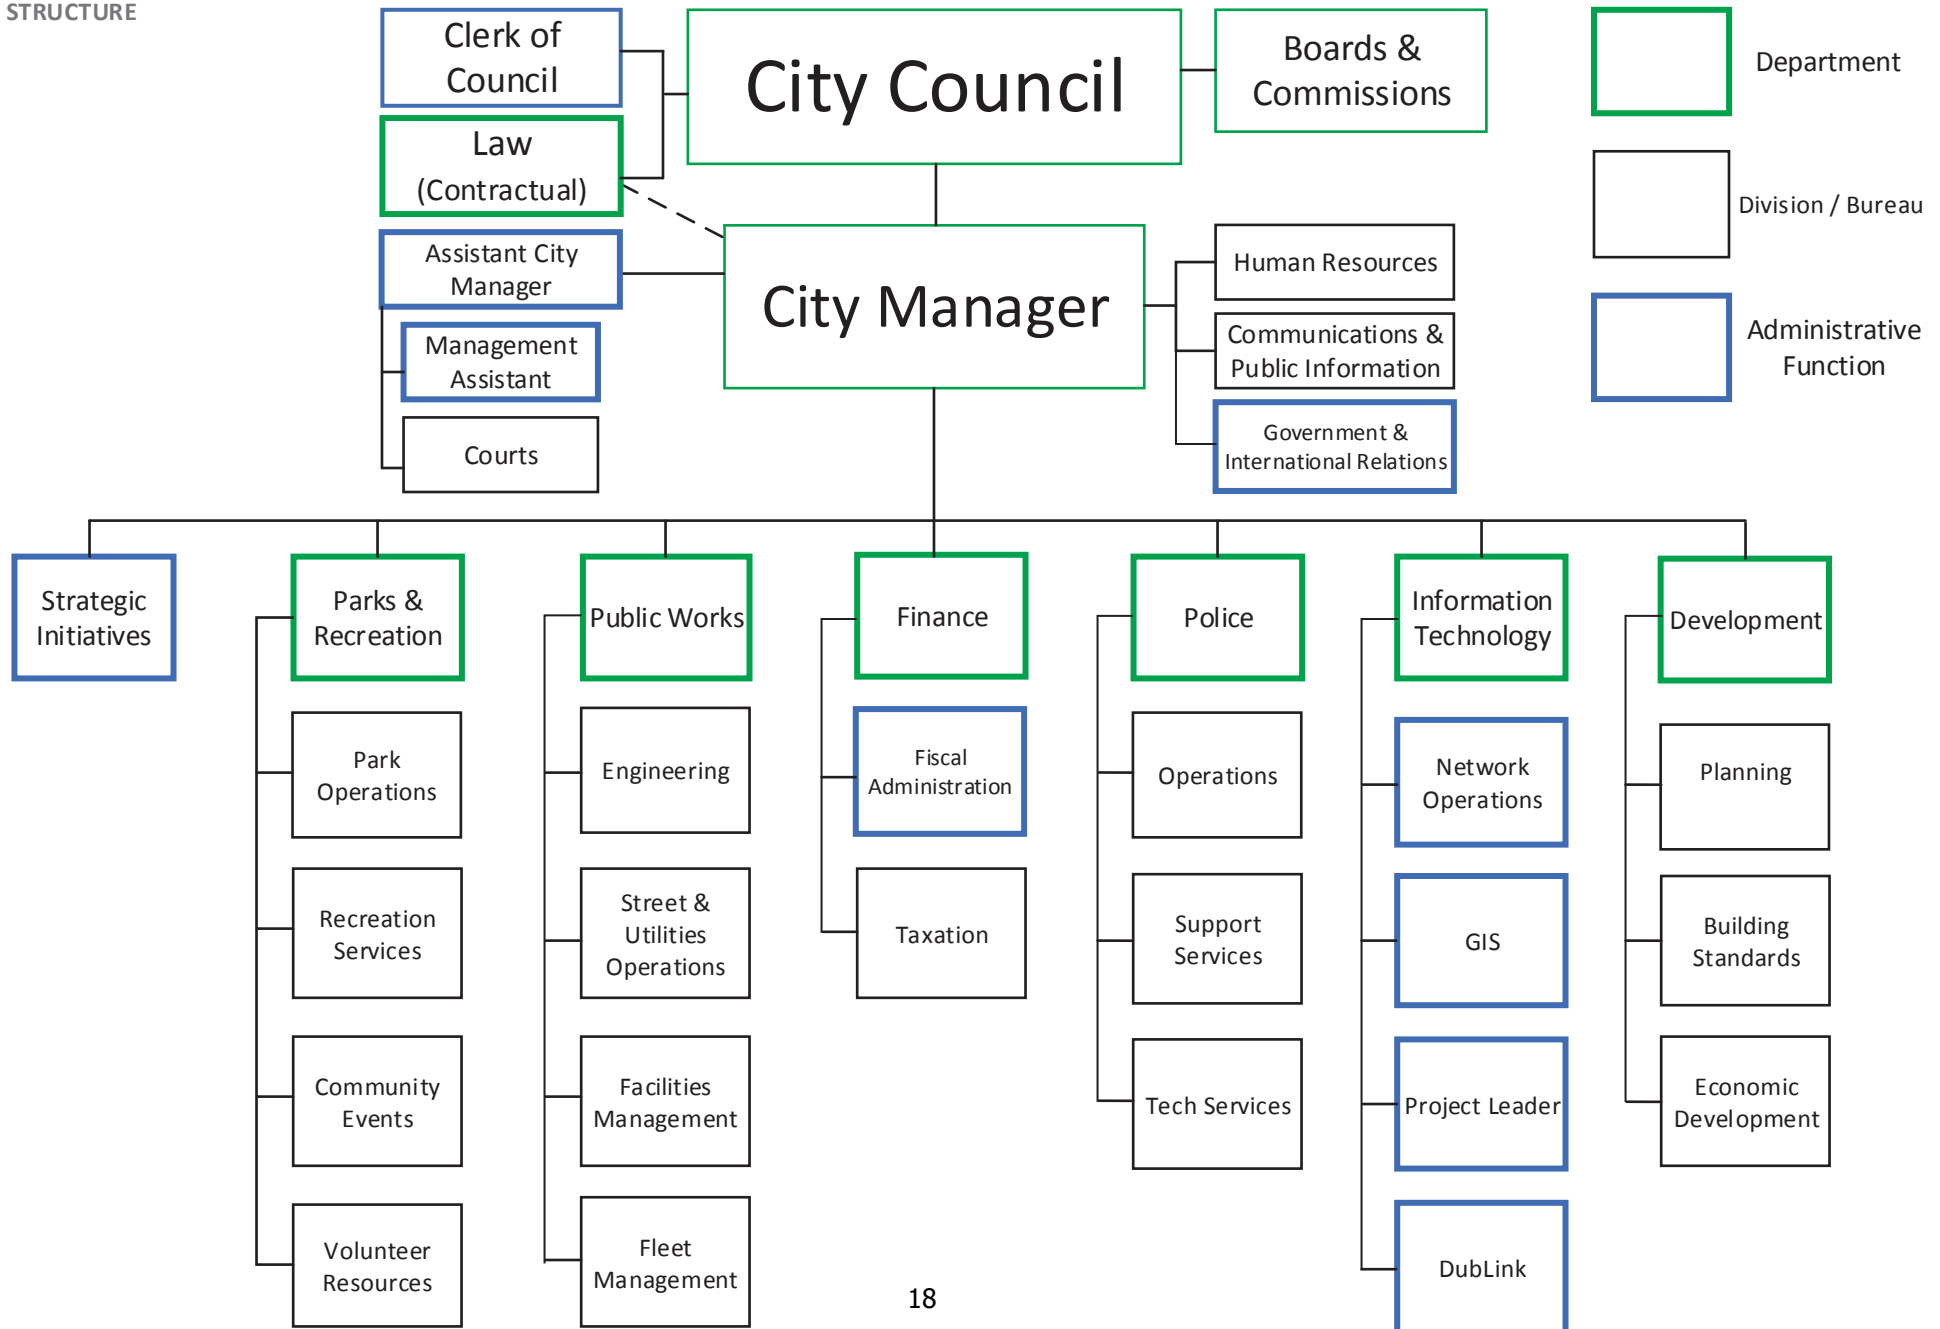 STRUCTURE
Clerk of
Council
City Council
Boards &
Commissions
Department
Law
(Contractual)
Division / Bureau
Assistant City
Manager
City Manager
Human Resources
Communications &
Public Information
Administrative
Function
Management
Assistant
Government &
International Relations
Courts
Strategic
Initiatives
Parks &
Recreation
Public Works
Finance
Police
Information
Technology
Development
Park
Operations
Engineering
Fiscal
Administration
Operations
Network
Operations
Planning
Recreation
Services
Street &
Utilities
Operations
Taxation
Support
Services
GIS
Building
Standards
Community
Events
Facilities
Management
Tech Services
Project Leader
Economic
Development
Volunteer
Resources
Fleet
Management
DubLink
18